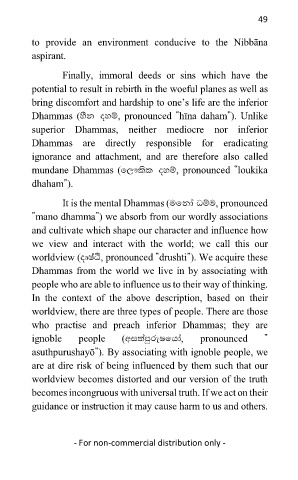 49
to provide an environment conducive to the Nibbāna
aspirant.
Finally, immoral deeds or sins which have the
potential to result in rebirth in the woeful planes as well as
bring discomfort and hardship to one's life are the inferior
Dhammas (හීන දහම්, pronounced "hīna daham"). Unlike
superior Dhammas, neither mediocre nor inferior
Dhammas are directly responsible for eradicating
ignorance and attachment, and are therefore also called
mundane Dhammas (ලෞකික දහම්, pronounced "loukika
dhaham").
It is the mental Dhammas (මනෝ ධම්ම, pronounced
"mano dhamma") we absorb from our wordly associations
and cultivate which shape our character and influence how
we view and interact with the world; we call this our
worldview (දෘෂ්ඨි, pronounced "drushti"). We acquire these
Dhammas from the world we live in by associating with
people who are able to influence us to their way of thinking.
In the context of the above description, based on their
worldview, there are three types of people. There are those
who practise and preach inferior Dhammas; they are
ignoble people (අසත්පුරුෂයෝ, pronounced "
asuthpurushayō"). By associating with ignoble people, we
are at dire risk of being influenced by them such that our
worldview becomes distorted and our version of the truth
becomes incongruous with universal truth. If we act on their
guidance or instruction it may cause harm to us and others.
- For non-commercial distribution only -